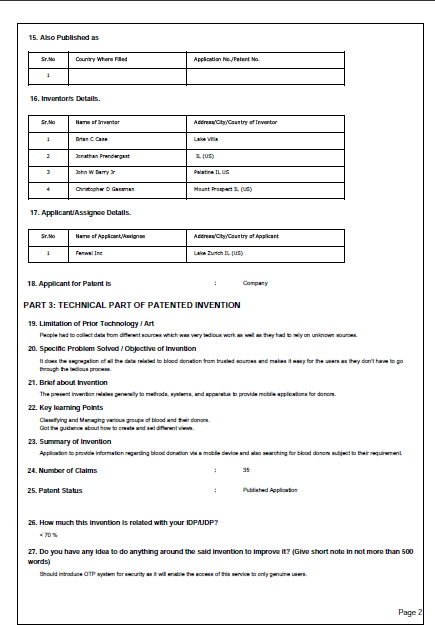 15. Also Published as
Sr.No Country Where Filed Application No./Patent No.
1
16. Inventor/s Details.
Sr.No Name of Inventor Address/City/Country of Inventor
1 Brian C Case Lake Villa
2 Jonathan Prendergast IL (US)
3 John W Barry Jr Palatine IL US
4 Christopher D Gassman Mount Prospect IL (US)
17. Applicant/Assignee Details.
Sr.No Name of Applicant/Assignee Address/City/Country of Applicant
1 Fenwal Inc Lake Zurich IL (US)
18. Applicant for Patent is : Company
PART 3: TECHNICAL PART OF PATENTED INVENTION
19. Limitation of Prior Technology / Art
People had to collect data from different sources which was very tedious work as well as they had to rely on unknown sources.
20. Specific Problem Solved / Objective of Invention
It does the segregation of all the data related to blood donation from trusted sources and makes it easy for the users as they don't have to go
through the tedious process.
21. Brief about Invention
The present invention relates generally to methods, systems, and apparatus to provide mobile applications for donors.
22. Key learning Points
Classifying and Managing various groups of blood and their donors.
Got the guidance about how to create and set different views.
23. Summary of Invention
Application to provide information regarding blood donation via a mobile device and also searching for blood donors subject to their requirement.
24. Number of Claims : 35
25. Patent Status : Published Application
26. How much this invention is related with your IDP/UDP?
< 70 %
27. Do you have any idea to do anything around the said invention to improve it? (Give short note in not more than 500
words)
Should introduce OTP system for security as it will enable the access of this service to only genuine users.
Page 2